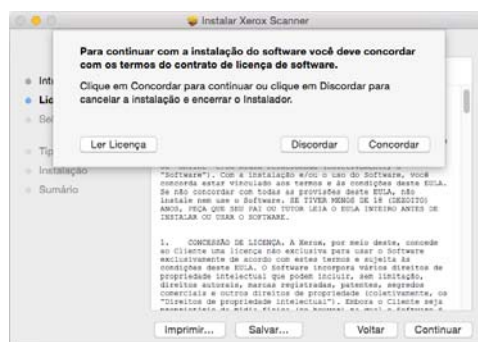 Instalar Xerox Scanner
Para continuar com a instalação do software você deve concordar
com os termos do contrato de licença de software.
Clique em Concordar para continuar ou clique em Discordar para
cancelar a instalação e encerrar o Instalador.
Ler Licença
Discordar
Concordar
Int
Lic
Sel
Tip
Instalação
Sumário
"Software"). Com a instalação e/ou o uso do Software, você
concorda estar vinculado aos termos e às condições deste EULA.
Se não concordar com todas as provisões deste EULA, não
instale nem use o Software. SE TIVER MENOS DE 18 (DEZOITO)
ANOS, PEÇA QUE SEU PAI OU TUTOR LEIA O EULA INTEIRO ANTES DE
INSTALAR OU USAR O SOFTWARE.
1. CONCESSÃO DE LICENÇA. A Xerox, por meio deste, concede
ao Cliente uma licença não exclusiva para usar o Software
exclusivamente de acordo com estes termos e sujeita às
condições deste EULA. O Software incorpora vários direitos de
propriedade intelectual que podem incluir, sem limitação,
direitos autorais, marcas registradas, patentes, segredos
comerciais e outros direitos de propriedade (coletivamente, os
"Direitos de propriedade intelectual"). Embora o Cliente seja
Imprimir...
Salvar...
Voltar
Continuar